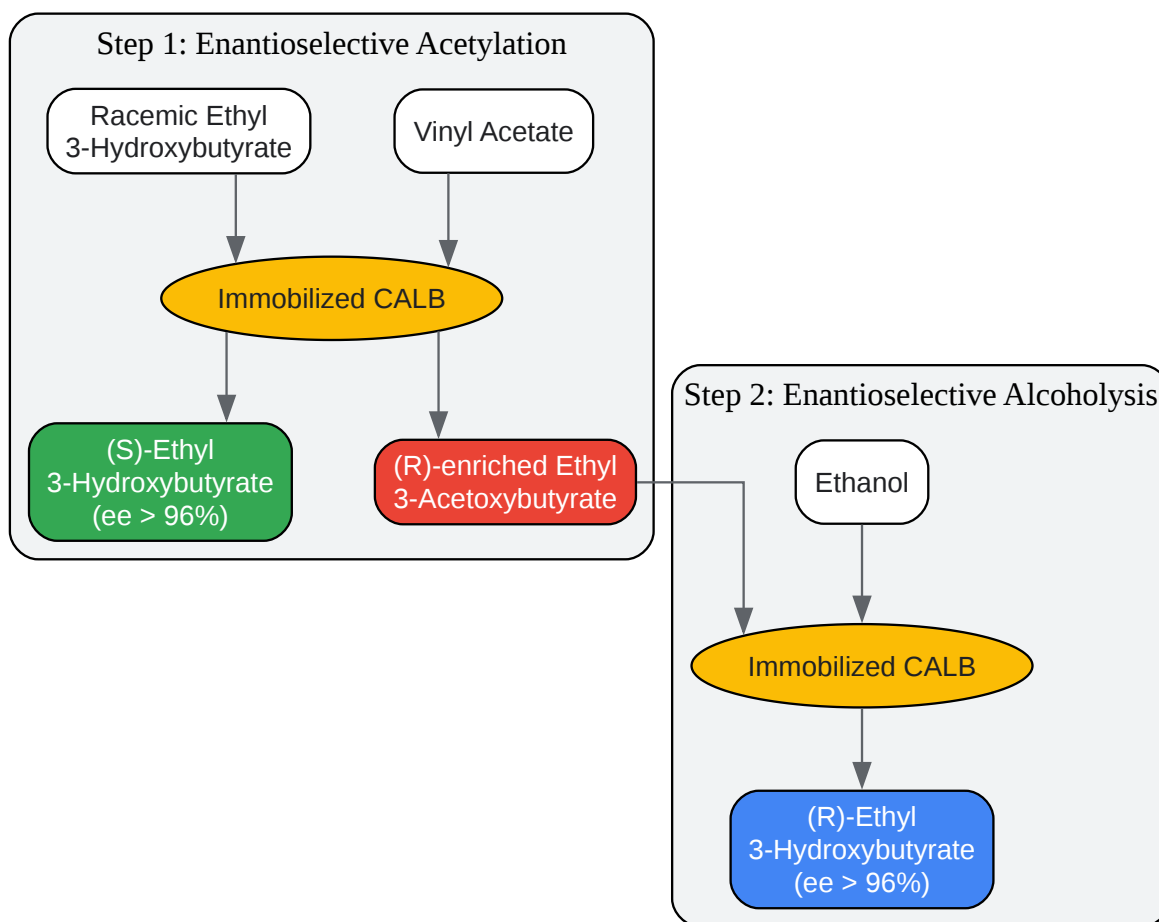 Step 1: Enantioselective Acetylation
Racemic Ethyl
3-Hydroxybutyrate
Vinyl Acetate
Immobilized CALB
(S)-Ethyl
3-Hydroxybutyrate
(ee > 96%)
(R)-enriched Ethyl
3-Acetoxybutyrate
Step 2: Enantioselective Alcoholysis
Ethanol
Immobilized CALB
(R)-Ethyl
3-Hydroxybutyrate
(ee > 96%)